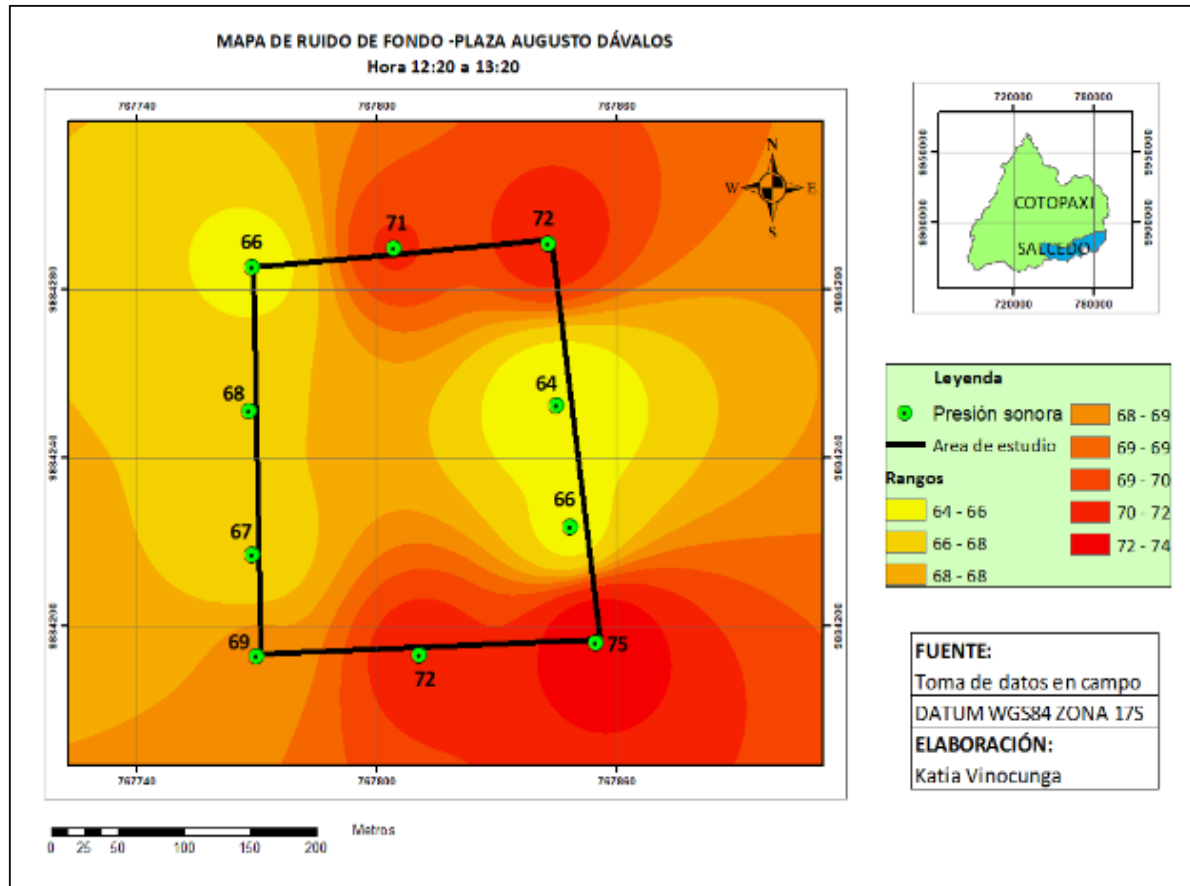 MAPA DE RUIDO DE FONDO -PLAZA AUGUSTO DÁVALOS
Hora 12:20 a 13:20
767740
767800
767860
N
W
E
S
66
71
72
68
64
67
66
69
72
75
767740
767800
767860
Metros
0 25 50 100 150 200
720000 780000
COTOPAXI
SALCEDO
720000 780000
Leyenda
Presión sonora
Area de estudio
Rangos
64 - 66
66 - 68
68 - 68
68 - 69
69 - 69
69 - 70
70 - 72
72 - 74
FUENTE:
Toma de datos en campo
DATUM WGS84 ZONA 17S
ELABORACIÓN:
Katia Vinocunga